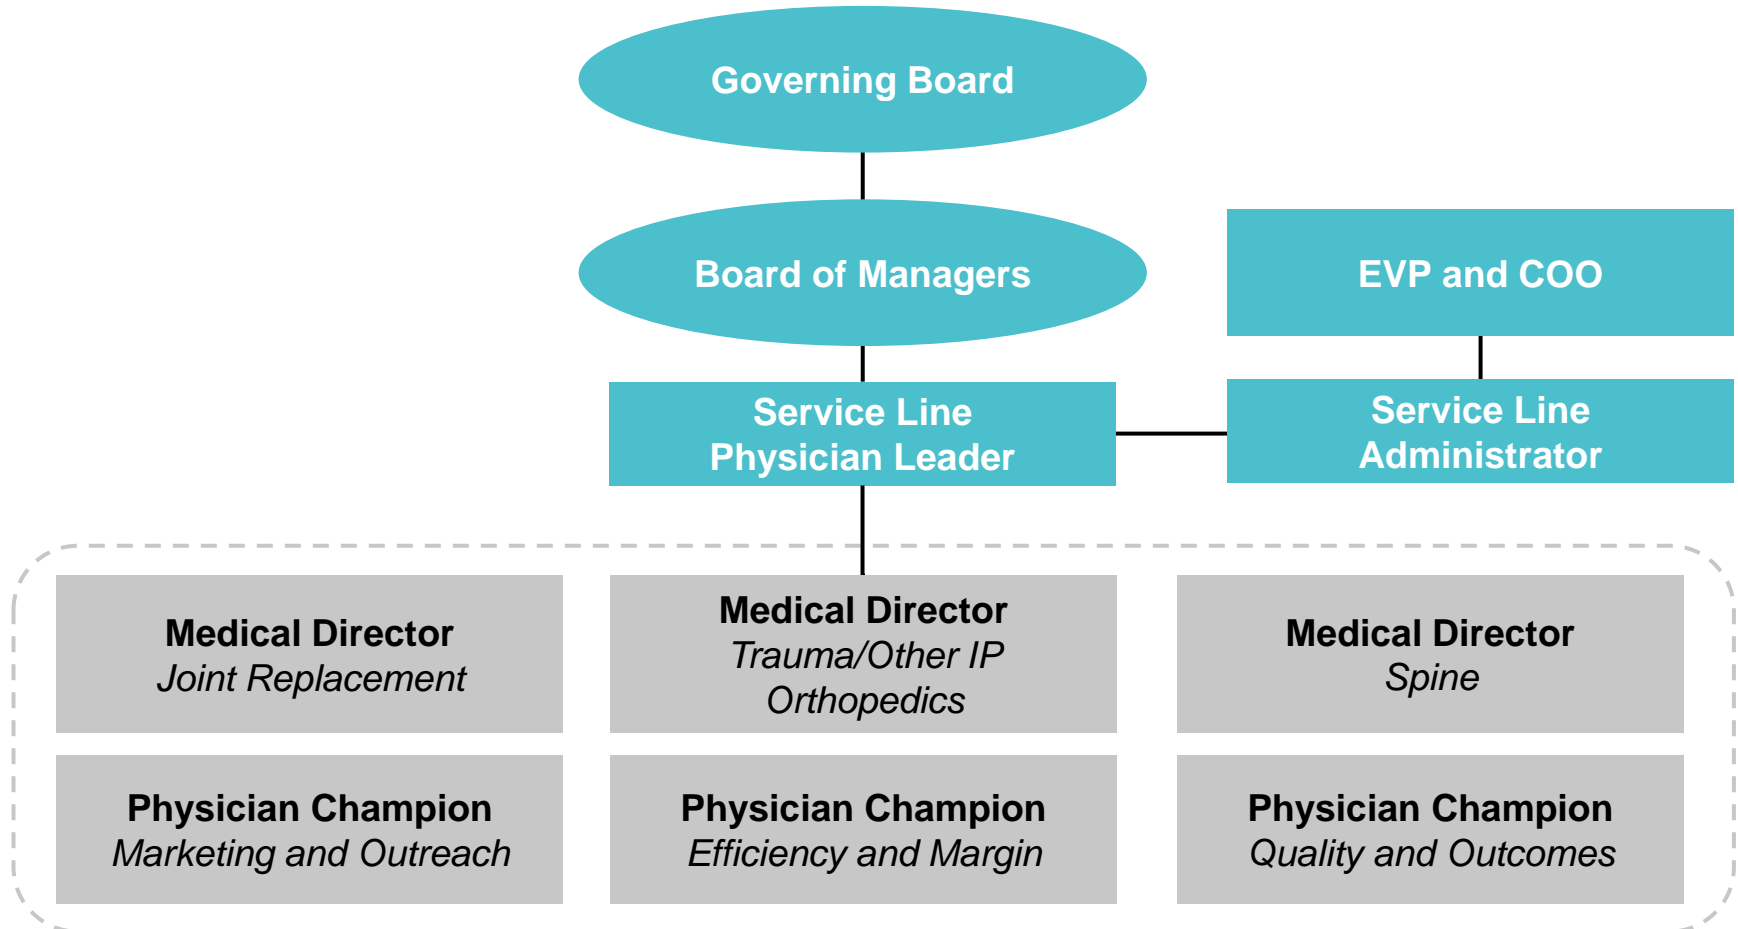 Governing Board
Board of Managers
EVP and COO
Service Line
Physician Leader
Service Line
Administrator
Medical Director
Joint Replacement
Medical Director
Trauma/Other IP
Orthopedics
Medical Director
Spine
Physician Champion
Marketing and Outreach
Physician Champion
Efficiency and Margin
Physician Champion
Quality and Outcomes